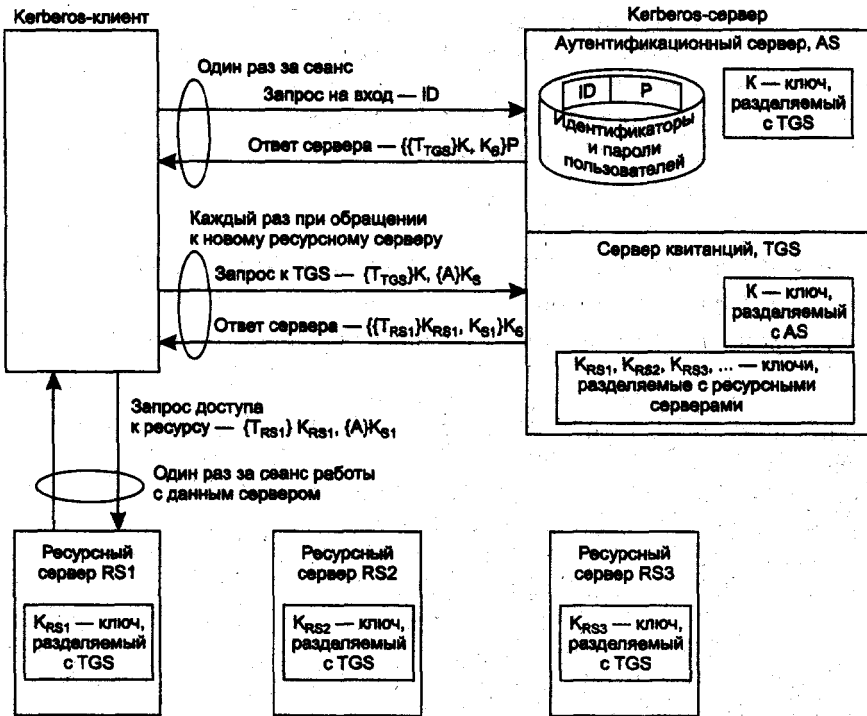 Kerberos-клиент
Kerberos-сервер
Аутентификационный сервер, AS
Один раз за сеанс
Запрос на вход — ID
Ответ сервера — {{T_TGS}K, K_S}P
ID P
Идентификаторы
и пароли
пользователей
K — ключ,
разделяемый
с TGS
Каждый раз при обращении
к новому ресурсному серверу
Запрос к TGS — {T_TGS}K, {A}K_S
Ответ сервера — {{T_RS1}K_RS1, K_S1}K_S
Сервер квитанций, TGS
K — ключ,
разделяемый
с AS
K_RS1, K_RS2, K_RS3, ... — ключи,
разделяемые с ресурсными
серверами
Запрос доступа
к ресурсу — {T_RS1} K_RS1, {A}K_S1
Один раз за сеанс работы
с данным сервером
Ресурсный
сервер RS1
K_RS1 — ключ,
разделяемый
с TGS
Ресурсный
сервер RS2
K_RS2 — ключ,
разделяемый
с TGS
Ресурсный
сервер RS3
K_RS3 — ключ,
разделяемый
с TGS